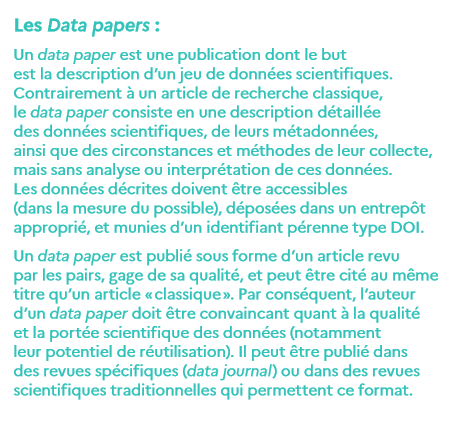 Les Data papers :
Un data paper est une publication dont le but
est la description d’un jeu de données scientifiques.
Contrairement à un article de recherche classique,
le data paper consiste en une description détaillée
des données scientifiques, de leurs métadonnées,
ainsi que des circonstances et méthodes de leur collecte,
mais sans analyse ou interprétation de ces données.
Les données décrites doivent être accessibles
(dans la mesure du possible), déposées dans un entrepôt
approprié, et munies d’un identifiant pérenne type DOI.
Un data paper est publié sous forme d’un article revu
par les pairs, gage de sa qualité, et peut être cité au même
titre qu’un article « classique ». Par conséquent, l’auteur
d’un data paper doit être convaincant quant à la qualité
et la portée scientifique des données (notamment
leur potentiel de réutilisation). Il peut être publié dans
des revues spécifiques (data journal) ou dans des revues
scientifiques traditionnelles qui permettent ce format.